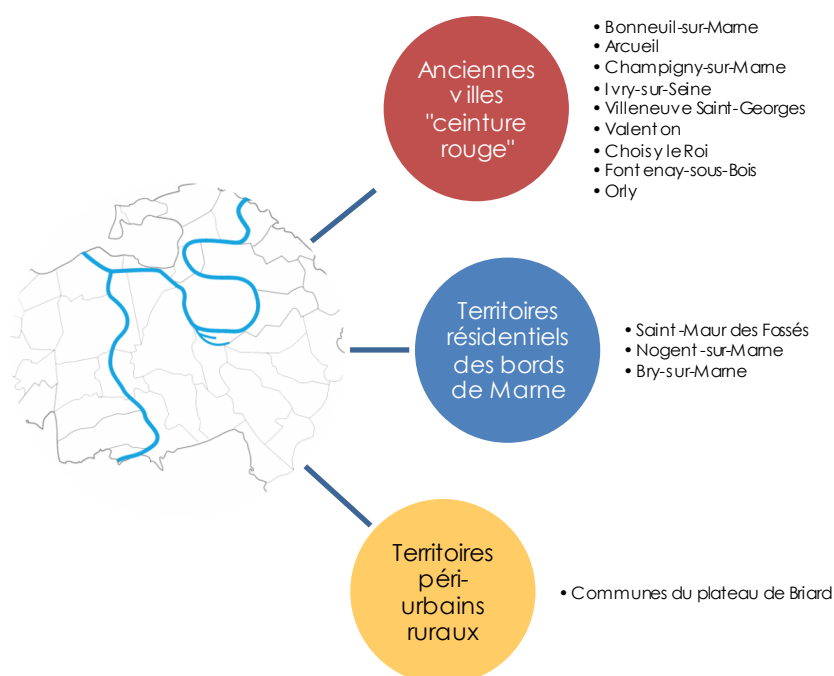 Anciennes
villes
"ceinture
rouge"
• Bonneuil-sur-Marne
• Arcueil
• Champigny-sur-Marne
• Ivry-sur-Seine
• Villeneuve Saint-Georges
• Valenton
• Choisy le Roi
• Fontenay-sous-Bois
• Orly
Territoires
résidentiels
des bords
de Marne
• Saint-Maur des Fossés
• Nogent-sur-Marne
• Bry-sur-Marne
Territoires
péri-
urbains
ruraux
• Communes du plateau de Briard